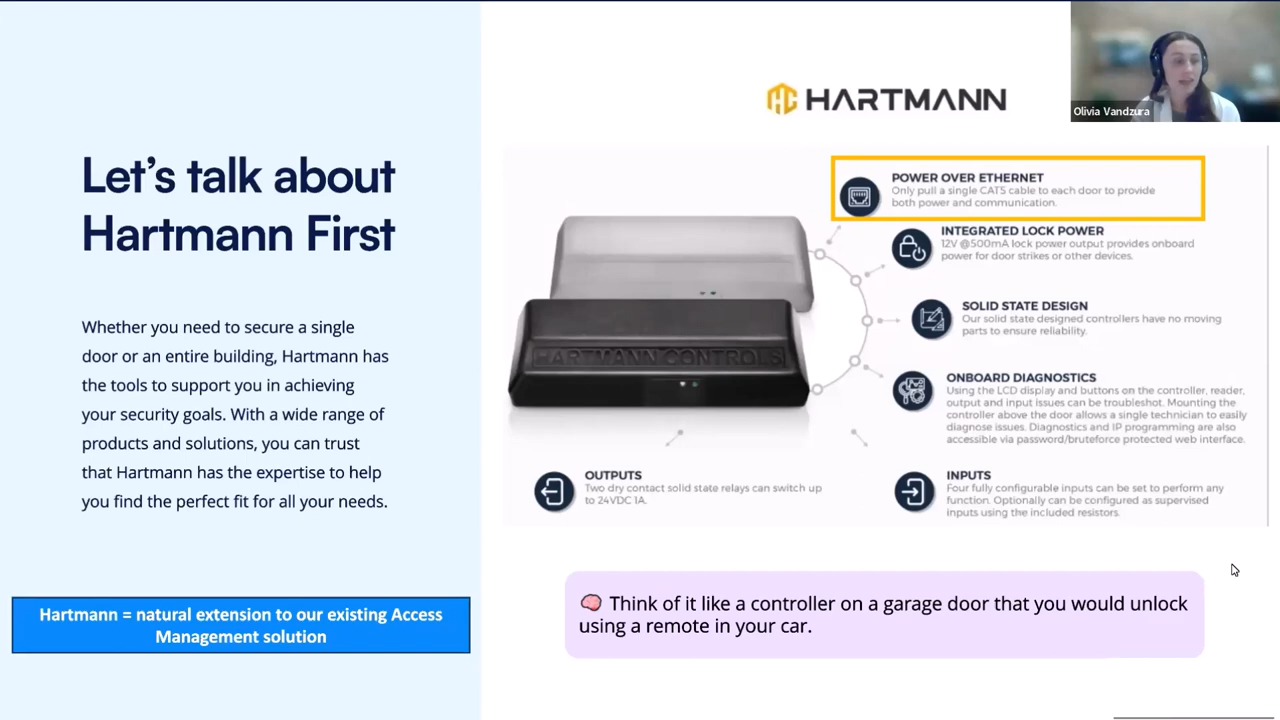 HC HARTMANN
Olivia Vandzura
Let's talk about
Hartmann First
Whether you need to secure a single
door or an entire building, Hartmann has
the tools to support you in achieving
your security goals. With a wide range of
products and solutions, you can trust
that Hartmann has the expertise to help
you find the perfect fit for all your needs.
Hartmann = natural extension to our existing Access
Management solution
POWER OVER ETHERNET
Only pull a single CAT5 cable to each door to provide
both power and communication.
INTEGRATED LOCK POWER
12V @500mA lock power output provides onboard
power for door strikes or other devices.
SOLID STATE DESIGN
Our solid state designed controllers have no moving
parts to ensure reliability.
ONBOARD DIAGNOSTICS
Using the LCD display and buttons on the controller, reader,
output and input issues can be troubleshot. Mounting the
controller above the door allows a single technician to easily
diagnose issues. Diagnostics and IP programming are also
accessible via password/bruteforce protected web interface.
HARTMANN CONTROLS
OUTPUTS
Two dry contact solid state relays can switch up
to 24VDC 1A.
INPUTS
Four fully configurable inputs can be set to perform any
function. Optionally can be configured as supervised
inputs using the included resistors.
🧠 Think of it like a controller on a garage door that you would unlock
using a remote in your car.